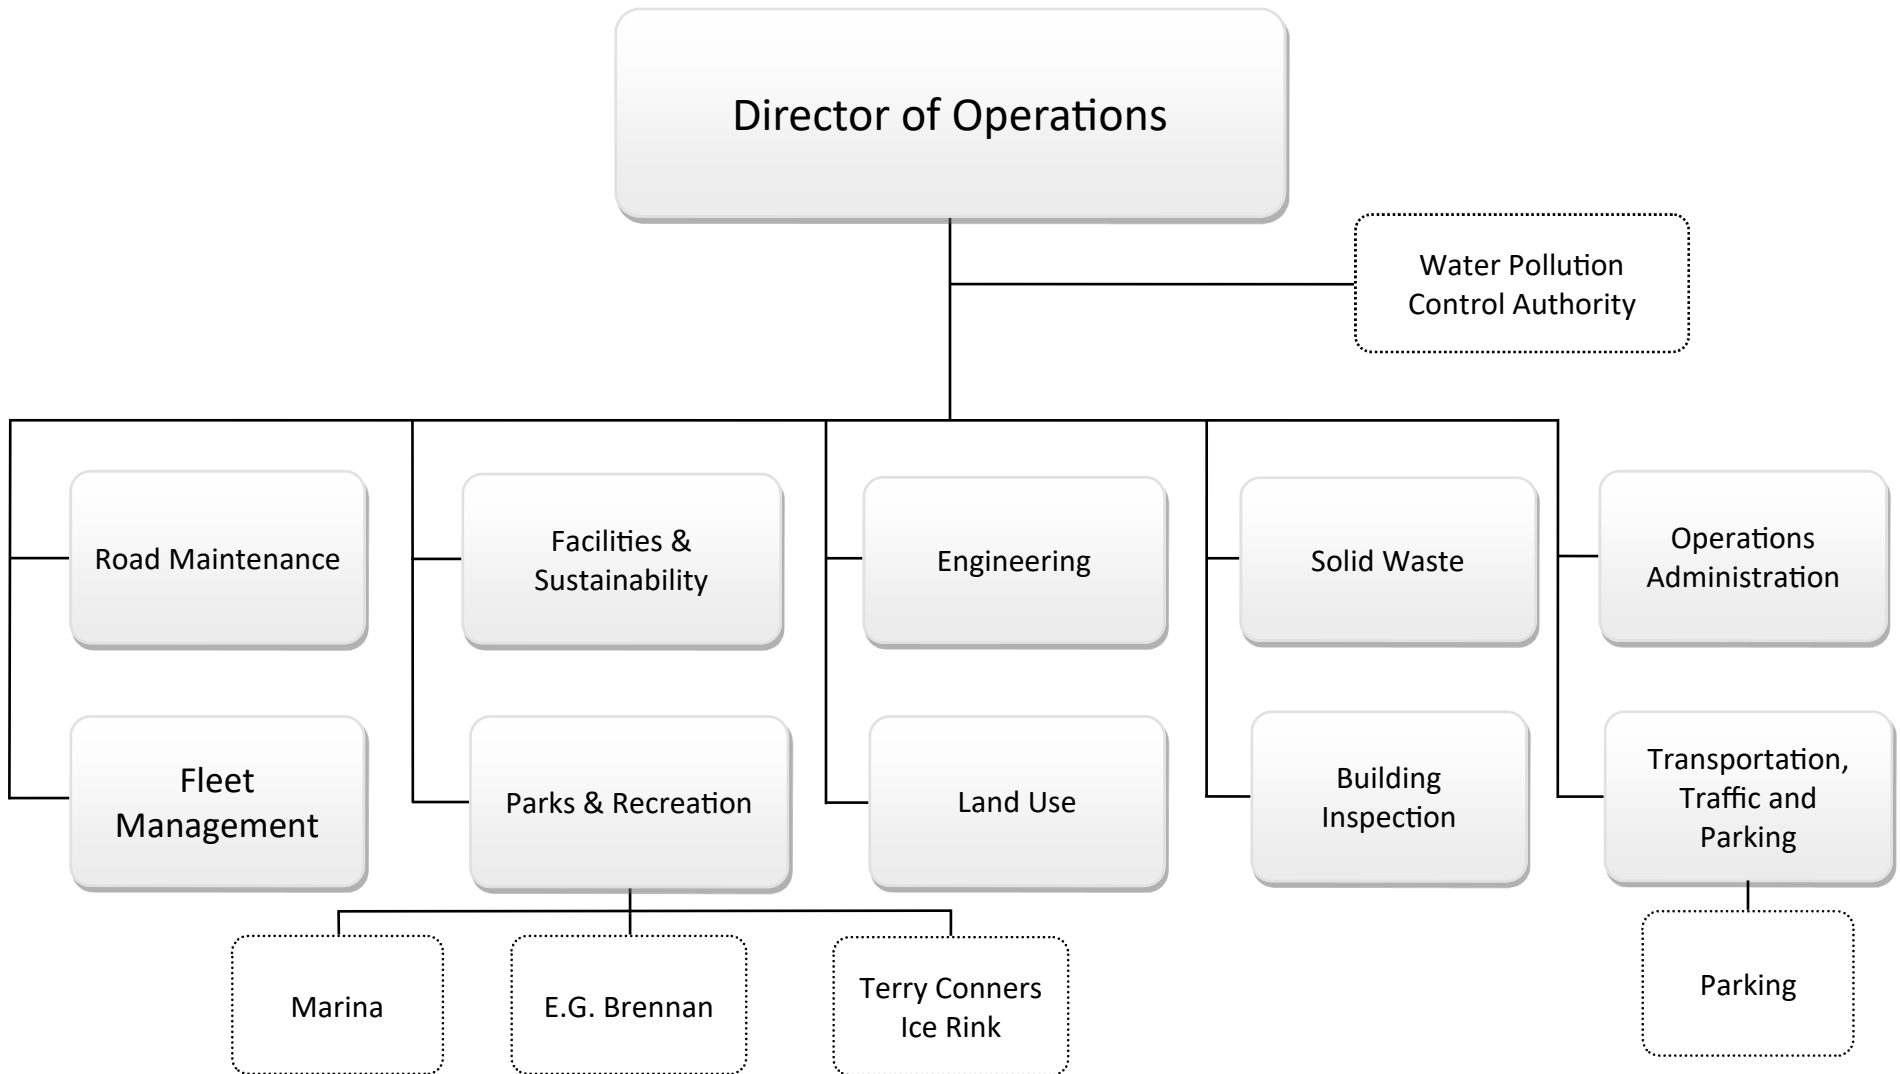 Director of Operations
Water Pollution
Control Authority
Road Maintenance
Facilities &
Sustainability
Engineering
Solid Waste
Operations
Administration
Fleet
Management
Parks & Recreation
Land Use
Building
Inspection
Transportation,
Traffic and
Parking
Marina
E.G. Brennan
Terry Conners
Ice Rink
Parking